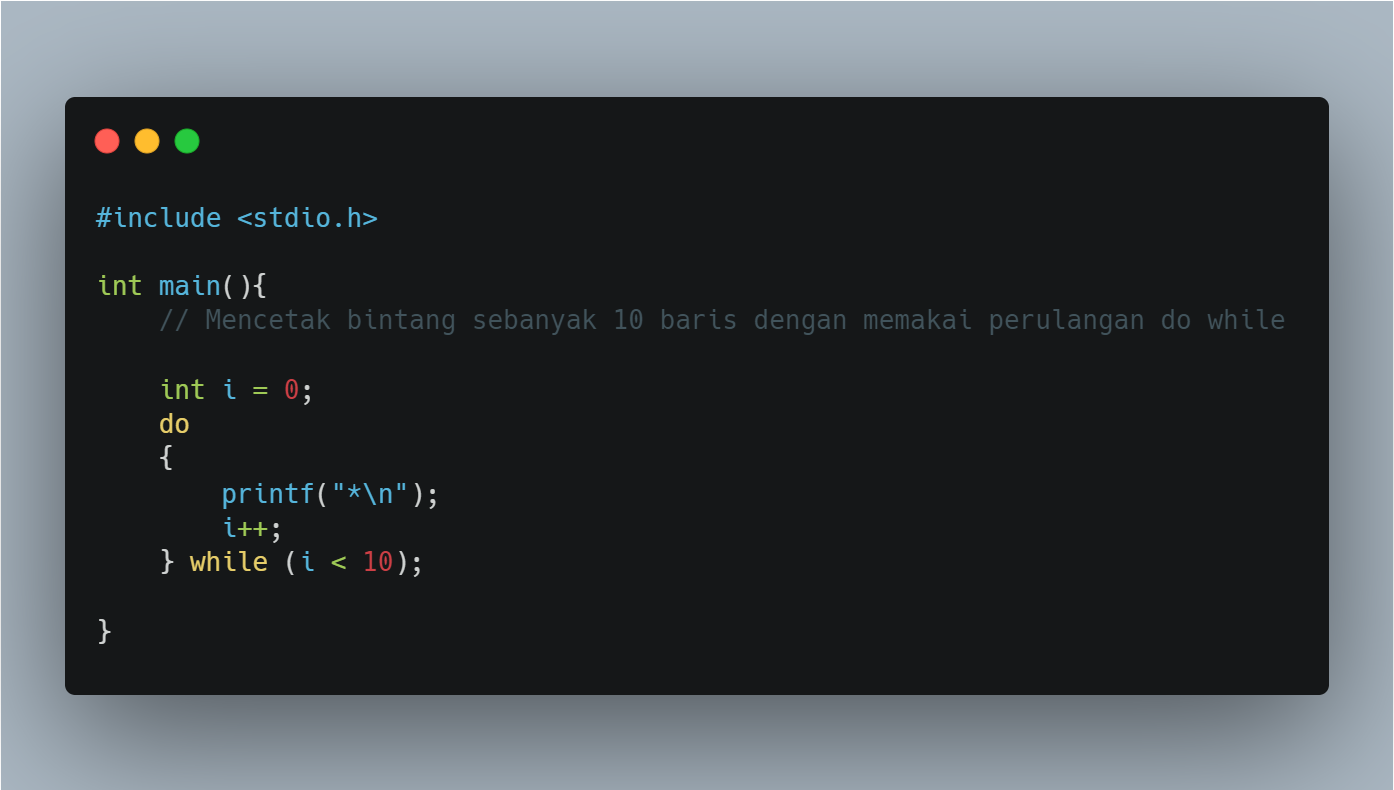 #include <stdio.h>
int main(){
// Mencetak bintang sebanyak 10 baris dengan memakai perulangan do while
int i = 0;
do
{
printf("*\n");
i++;
} while (i < 10);
}